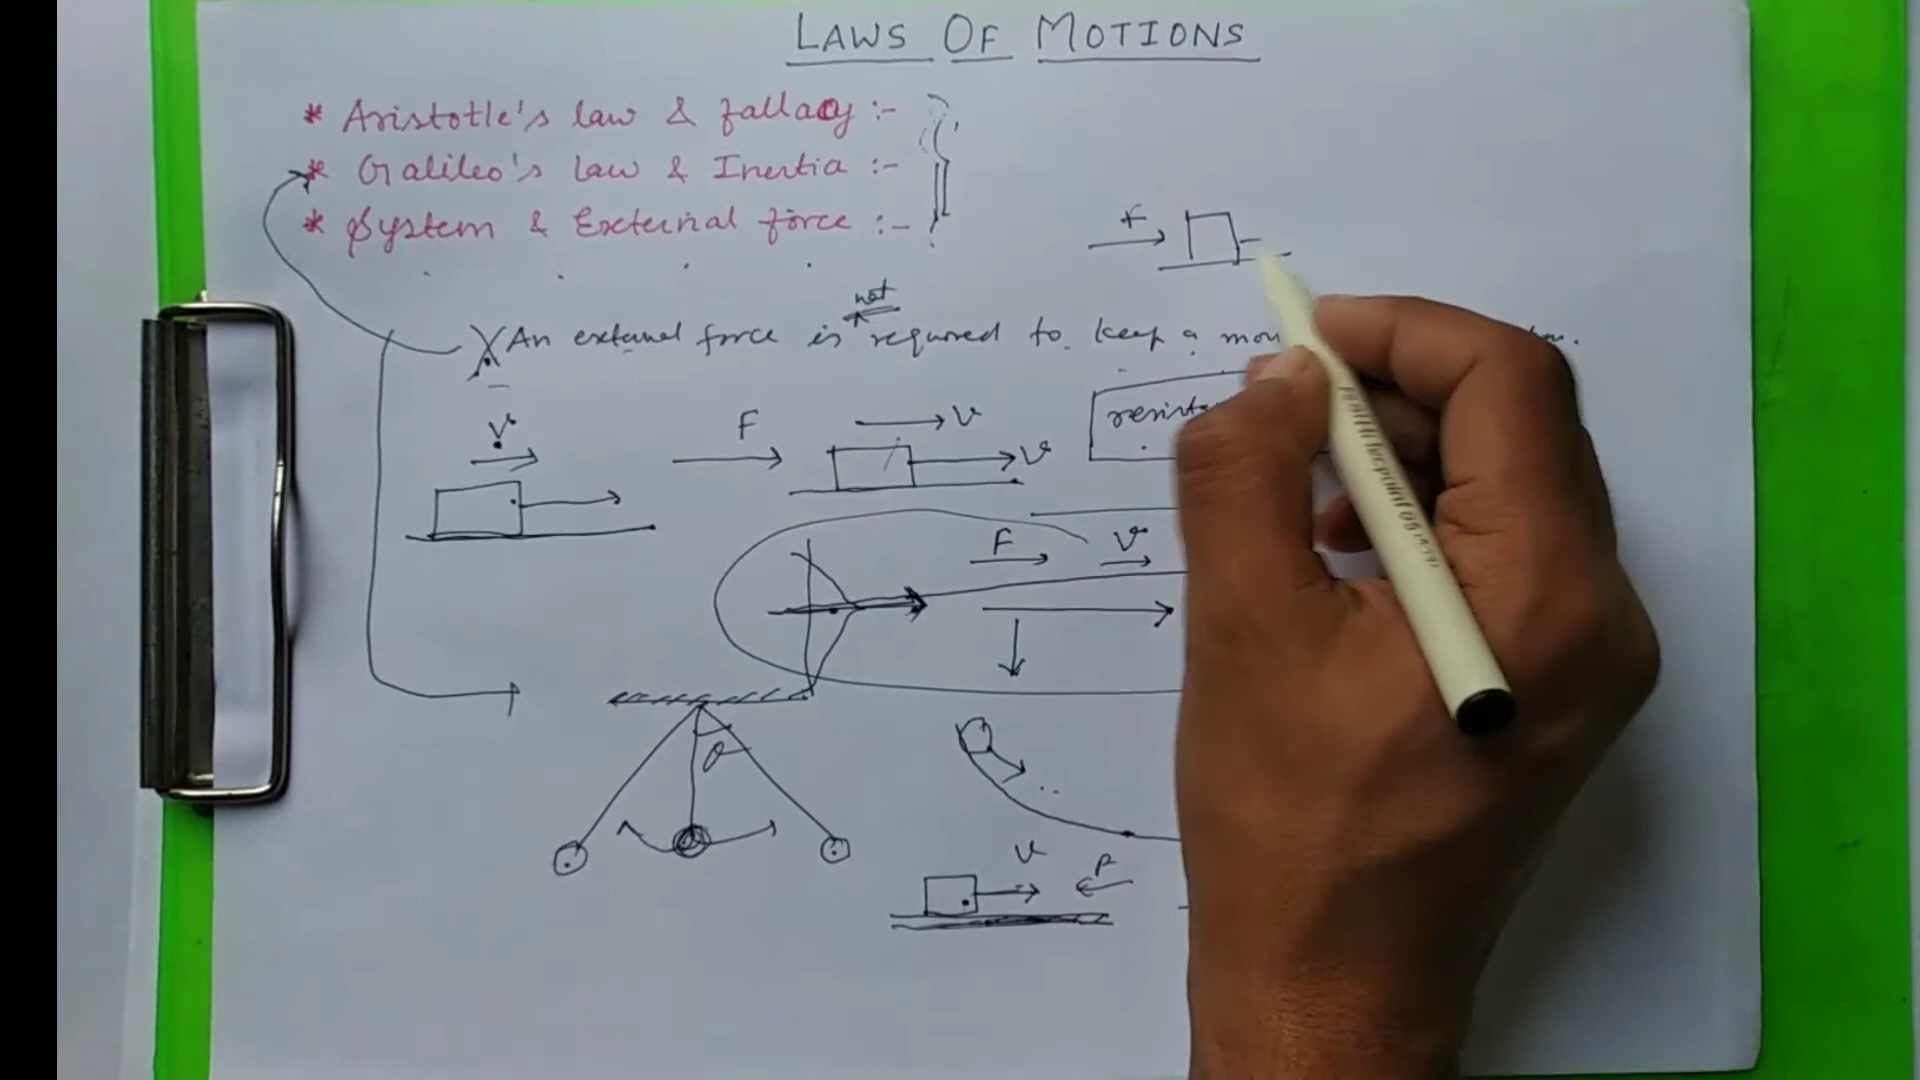 LAWS OF MOTIONS
* Aristotle's law & fallacy :-
* Galileo's law & Inertia :-
* System & External force :-
F
not
An external force is required to keep a
F
V
V
V
F
V
θ
V